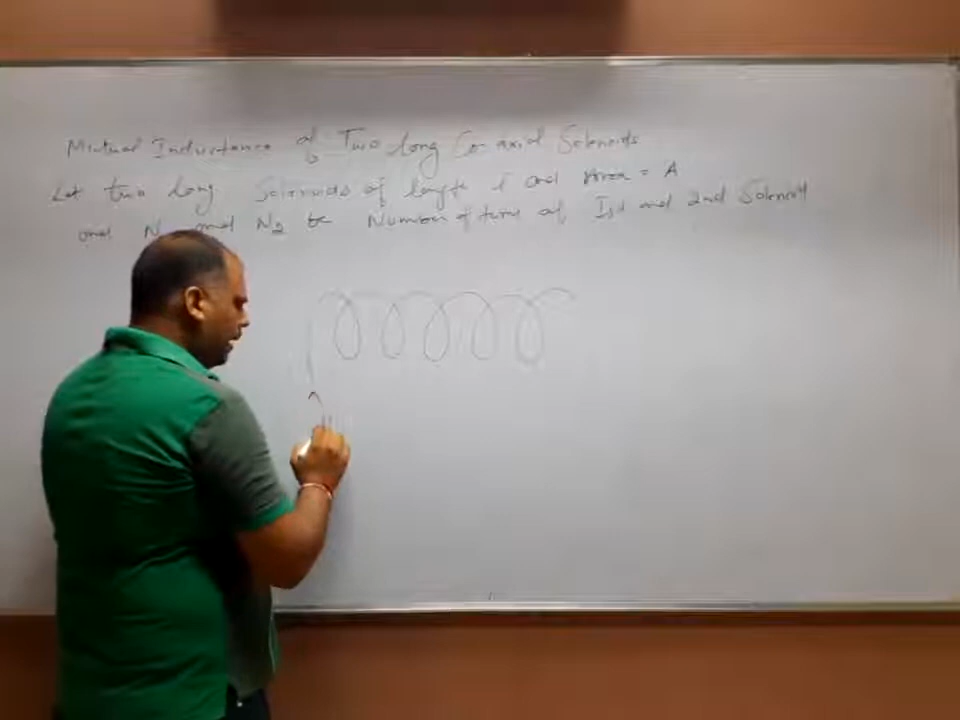 Mutual Inductance of Two long Co-axial Solenoids
Let two long Solenoids of length l and Area = A
and N and N2 be Number of turns of Ist and 2nd Solenoid